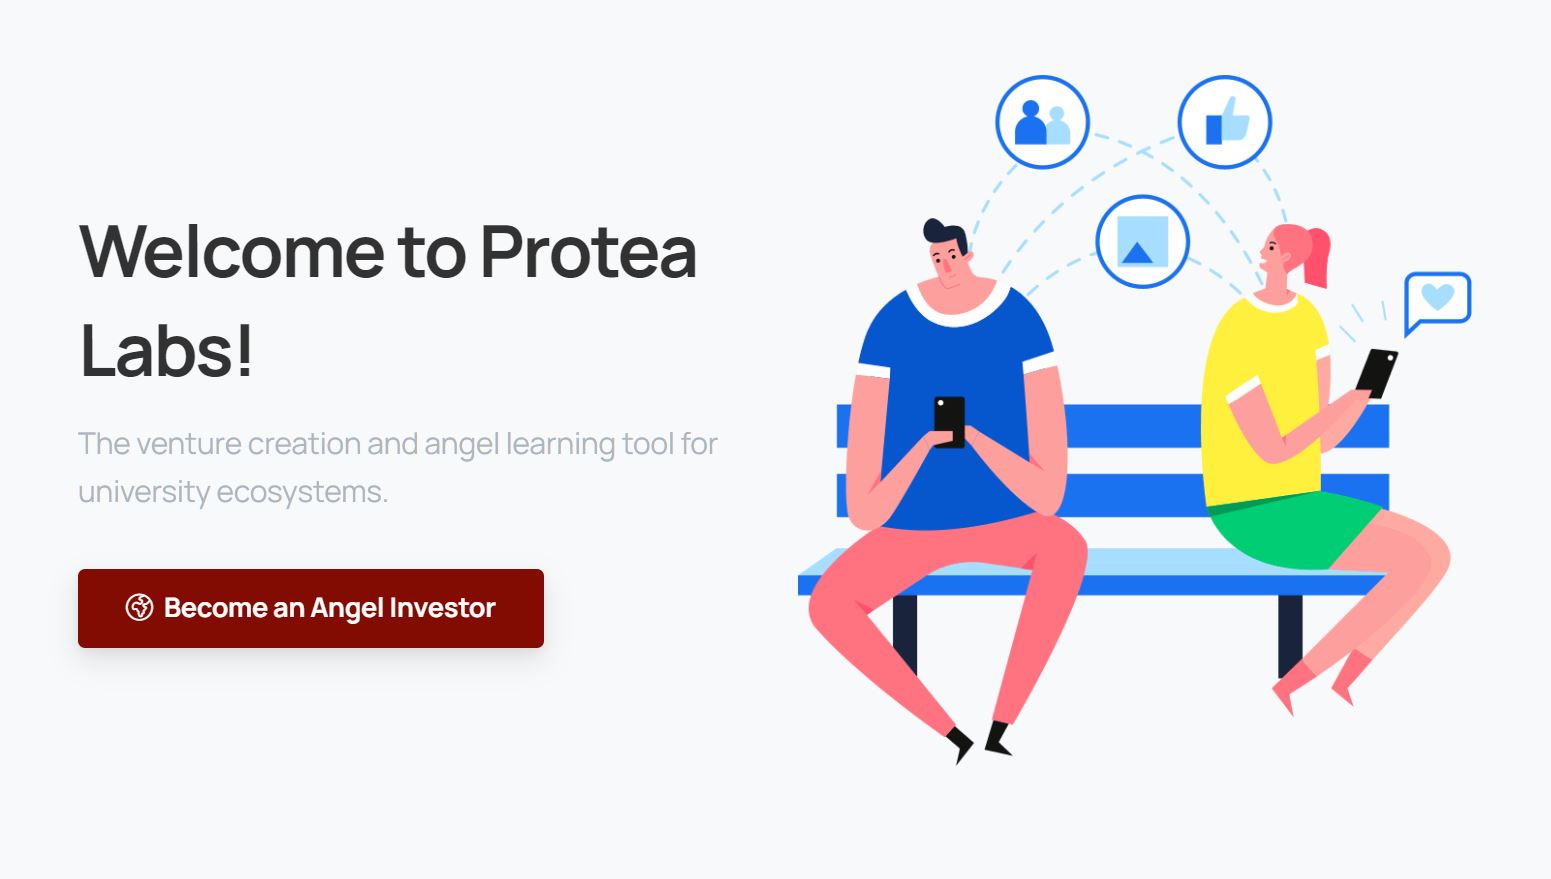 Welcome to Protea
Labs!
The venture creation and angel learning tool for
university ecosystems.
Become an Angel Investor